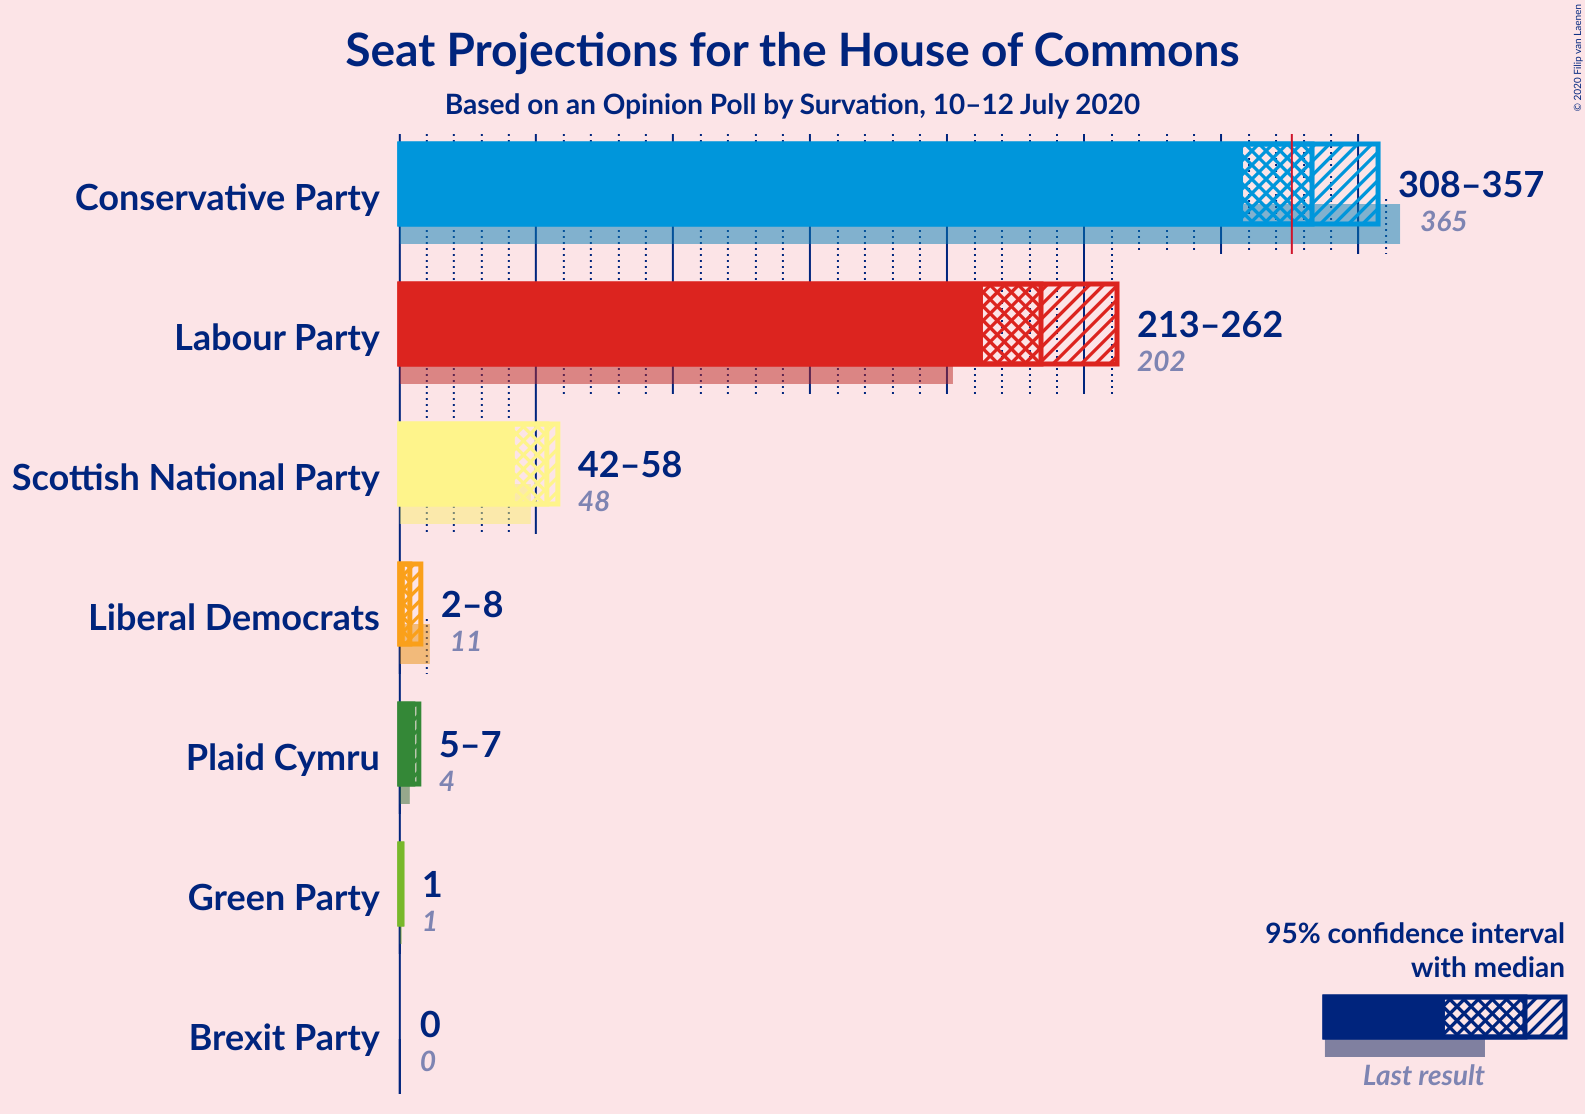 © 2020 Filip van Laenen
Seat Projections for the House of Commons
Based on an Opinion Poll by Survation, 10–12 July 2020
Conservative Party
308–357
365
Labour Party
213–262
202
Scottish National Party
42–58
48
Liberal Democrats
2–8
11
Plaid Cymru
5–7
4
Green Party
1
1
Brexit Party
0
0
95% confidence interval
with median
Last result